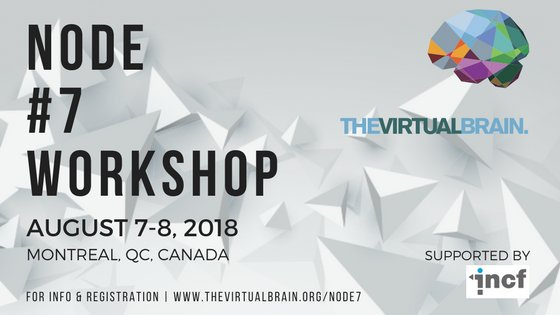 NODE
#7
WORKSHOP
AUGUST 7-8, 2018
MONTREAL, QC, CANADA
FOR INFO & REGISTRATION | WWW.THEVIRTUALBRAIN.ORG/NODE7
THEVIRTUALBRAIN.
SUPPORTED BY
incf